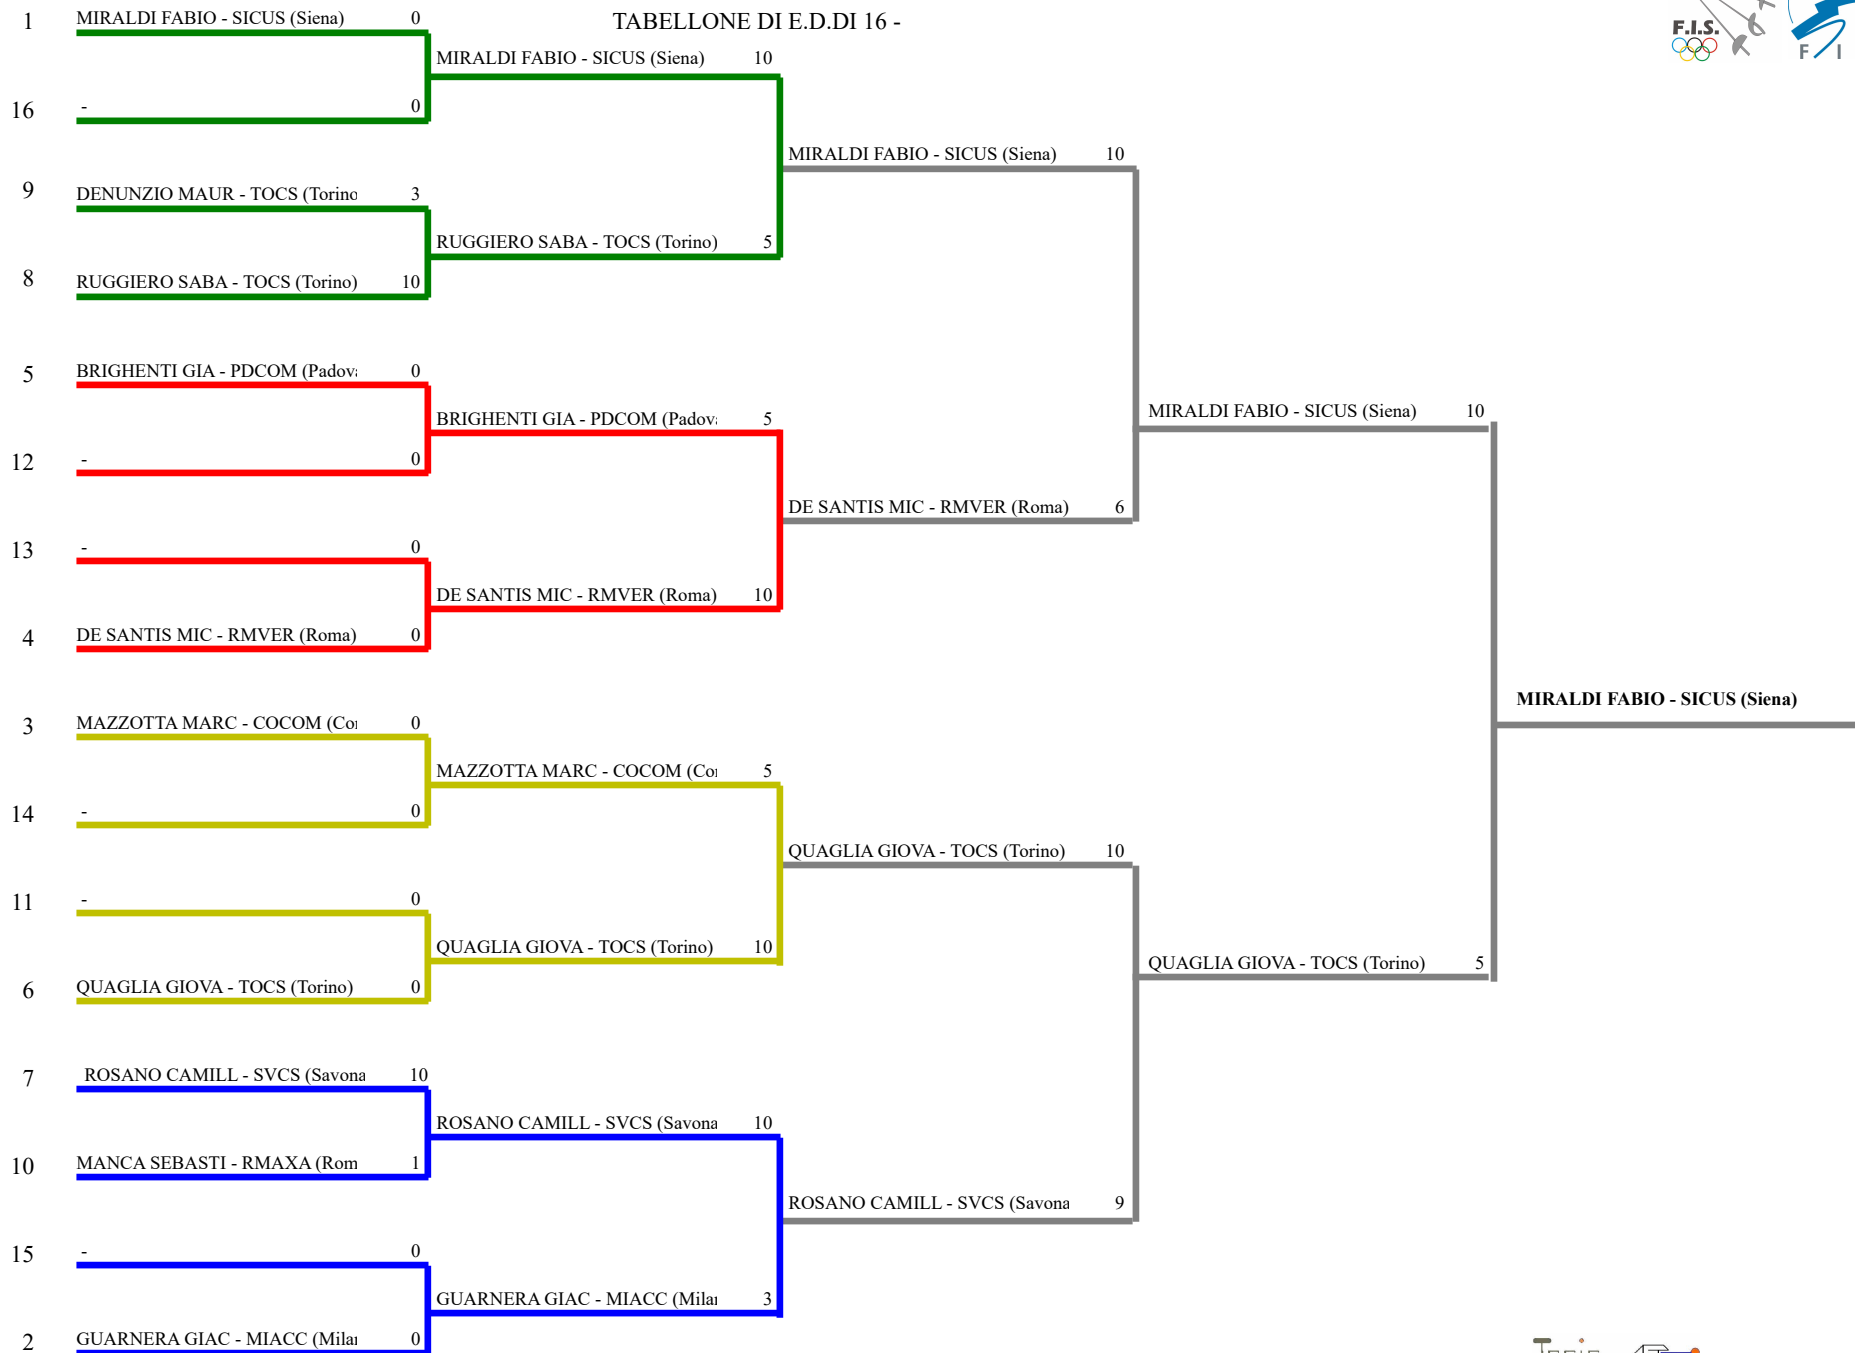 TABELLONE DI E.D.DI 16 -
F.I.S.
F I
1 MIRALDI FABIO - SICUS (Siena) 0
MIRALDI FABIO - SICUS (Siena) 10
16 - 0
MIRALDI FABIO - SICUS (Siena) 10
9 DENUNZIO MAUR - TOCS (Torino 3
RUGGIERO SABA - TOCS (Torino) 5
8 RUGGIERO SABA - TOCS (Torino) 10
5 BRIGHENTI GIA - PDCOM (Padov 0
MIRALDI FABIO - SICUS (Siena) 10
BRIGHENTI GIA - PDCOM (Padov 5
12 - 0
DE SANTIS MIC - RMVER (Roma) 6
13 - 0
DE SANTIS MIC - RMVER (Roma) 10
4 DE SANTIS MIC - RMVER (Roma) 0
MIRALDI FABIO - SICUS (Siena)
3 MAZZOTTA MARC - COCOM (Co 0
MAZZOTTA MARC - COCOM (Co 5
14 - 0
QUAGLIA GIOVA - TOCS (Torino) 10
11 - 0
QUAGLIA GIOVA - TOCS (Torino) 10
QUAGLIA GIOVA - TOCS (Torino) 5
6 QUAGLIA GIOVA - TOCS (Torino) 0
7 ROSANO CAMILL - SVCS (Savona 10
ROSANO CAMILL - SVCS (Savona 10
10 MANCA SEBASTI - RMAXA (Rom 1
ROSANO CAMILL - SVCS (Savona 9
15 - 0
GUARNERA GIAC - MIACC (Mila 3
2 GUARNERA GIAC - MIACC (Mila 0